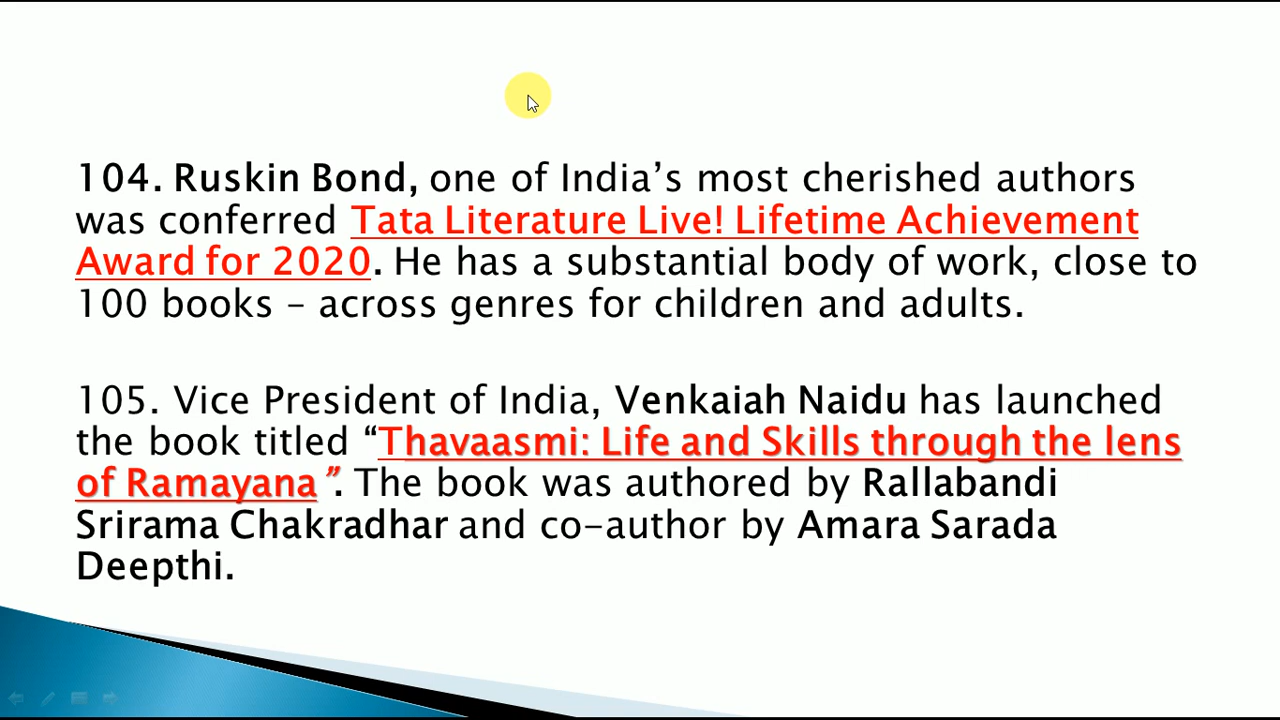 104. Ruskin Bond, one of India’s most cherished authors
was conferred Tata Literature Live! Lifetime Achievement
Award for 2020. He has a substantial body of work, close to
100 books – across genres for children and adults.
105. Vice President of India, Venkaiah Naidu has launched
the book titled “Thavaasmi: Life and Skills through the lens
of Ramayana”. The book was authored by Rallabandi
Srirama Chakradhar and co-author by Amara Sarada
Deepthi.